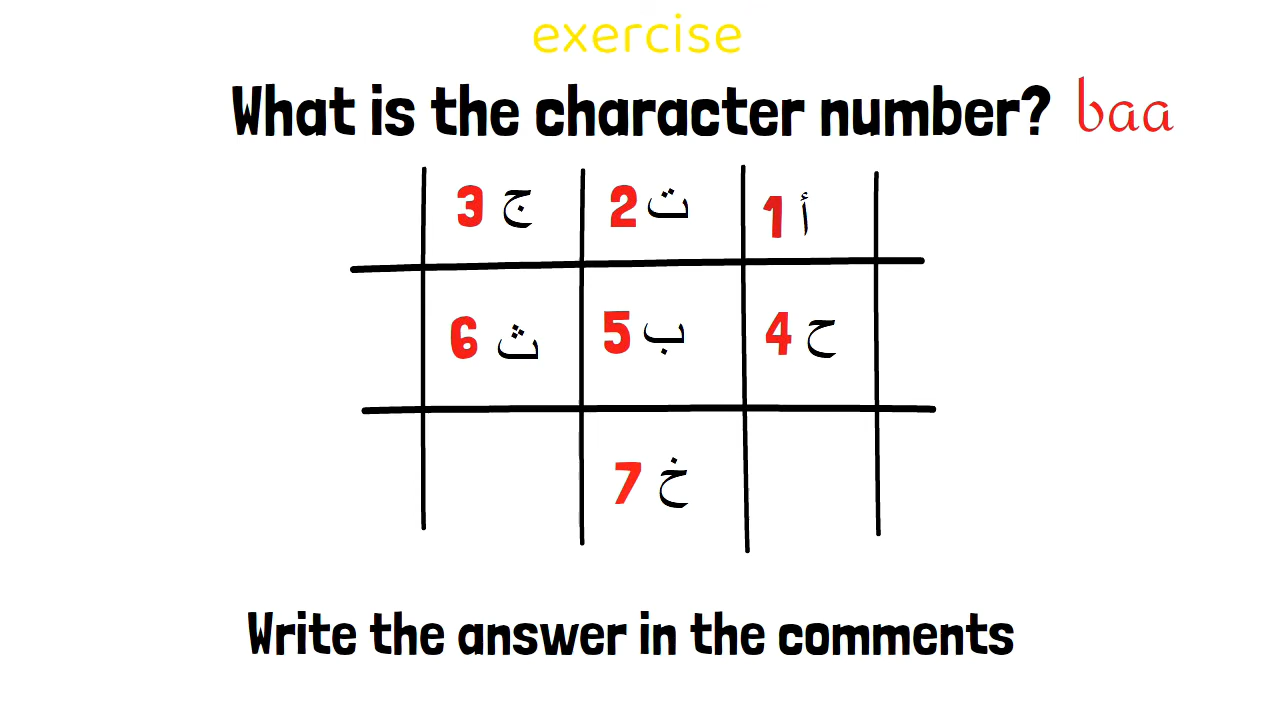 exercise
What is the character number? baa
3 ج 2 ت 1 أ
6 ث 5 ب 4 ح
7 خ
Write the answer in the comments